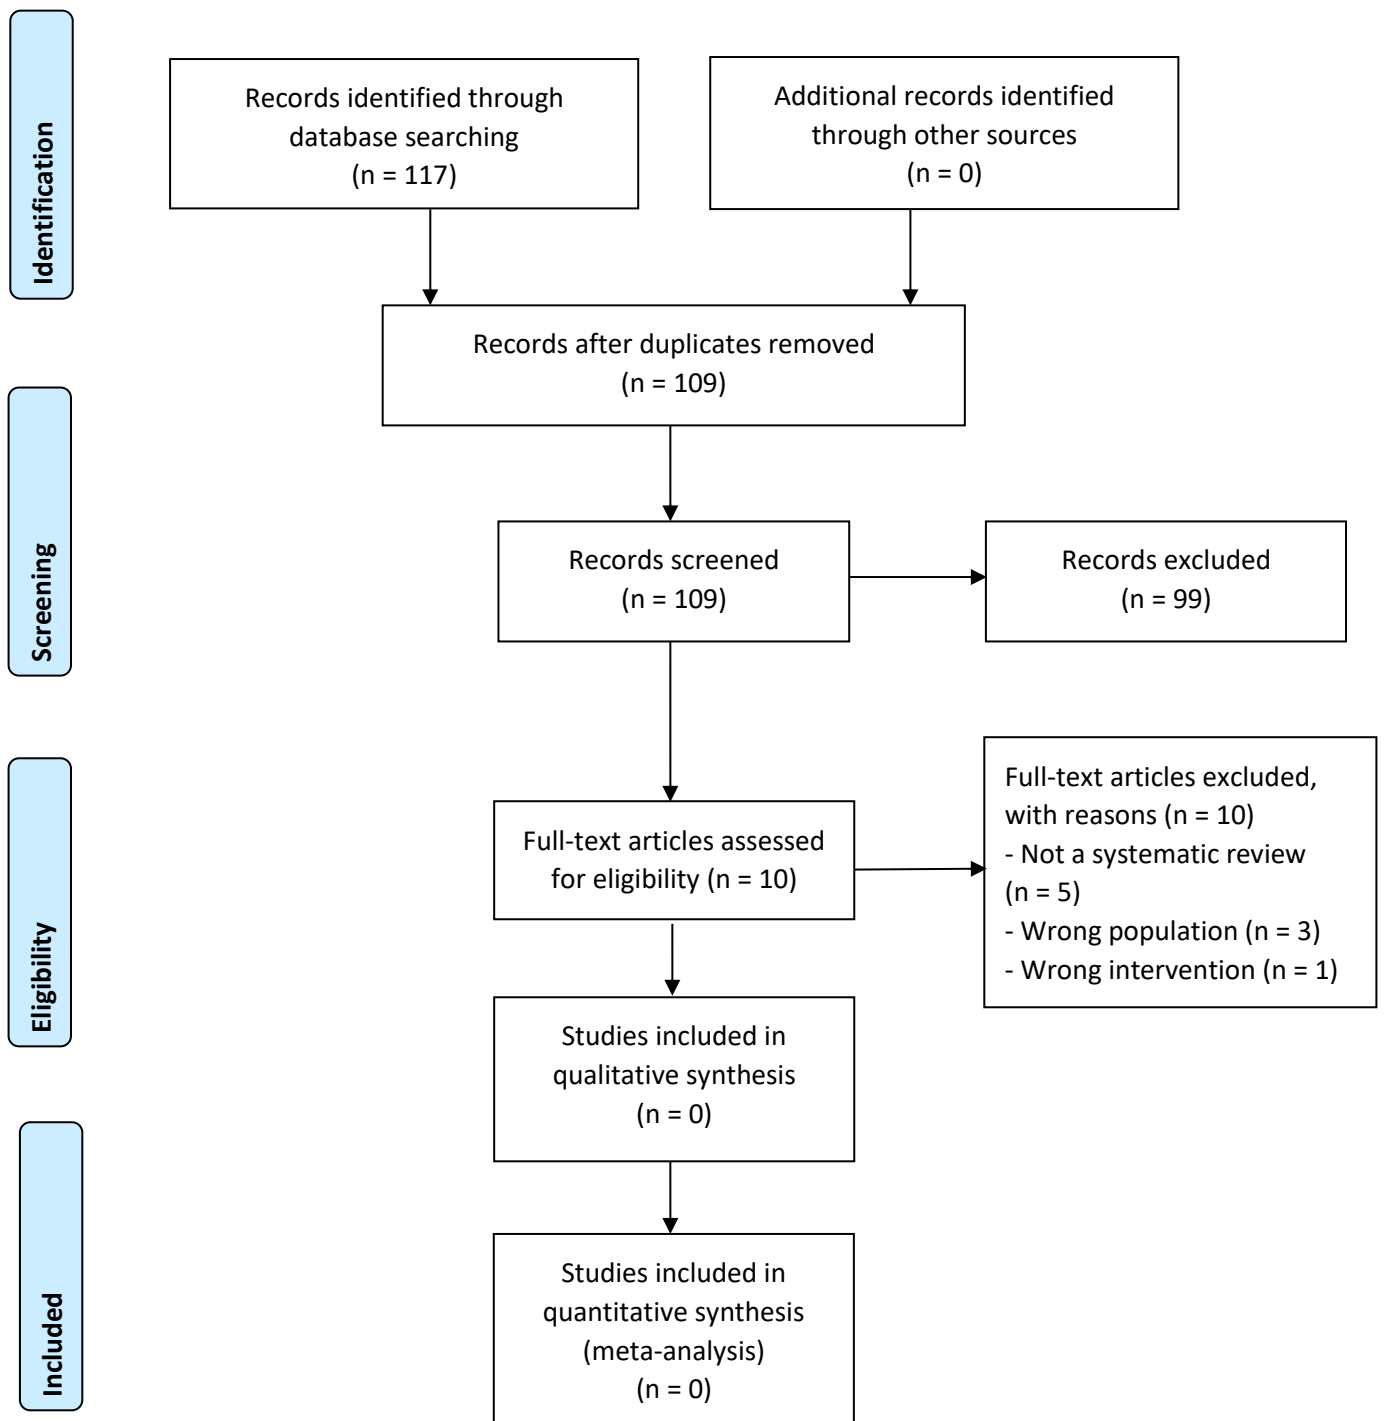 Identification
Records identified through
database searching
(n = 117)
Additional records identified
through other sources
(n = 0)
Records after duplicates removed
(n = 109)
Screening
Records screened
(n = 109)
Records excluded
(n = 99)
Eligibility
Full-text articles assessed
for eligibility (n = 10)
Full-text articles excluded,
with reasons (n = 10)
- Not a systematic review
(n = 5)
- Wrong population (n = 3)
- Wrong intervention (n = 1)
Studies included in
qualitative synthesis
(n = 0)
Included
Studies included in
quantitative synthesis
(meta-analysis)
(n = 0)